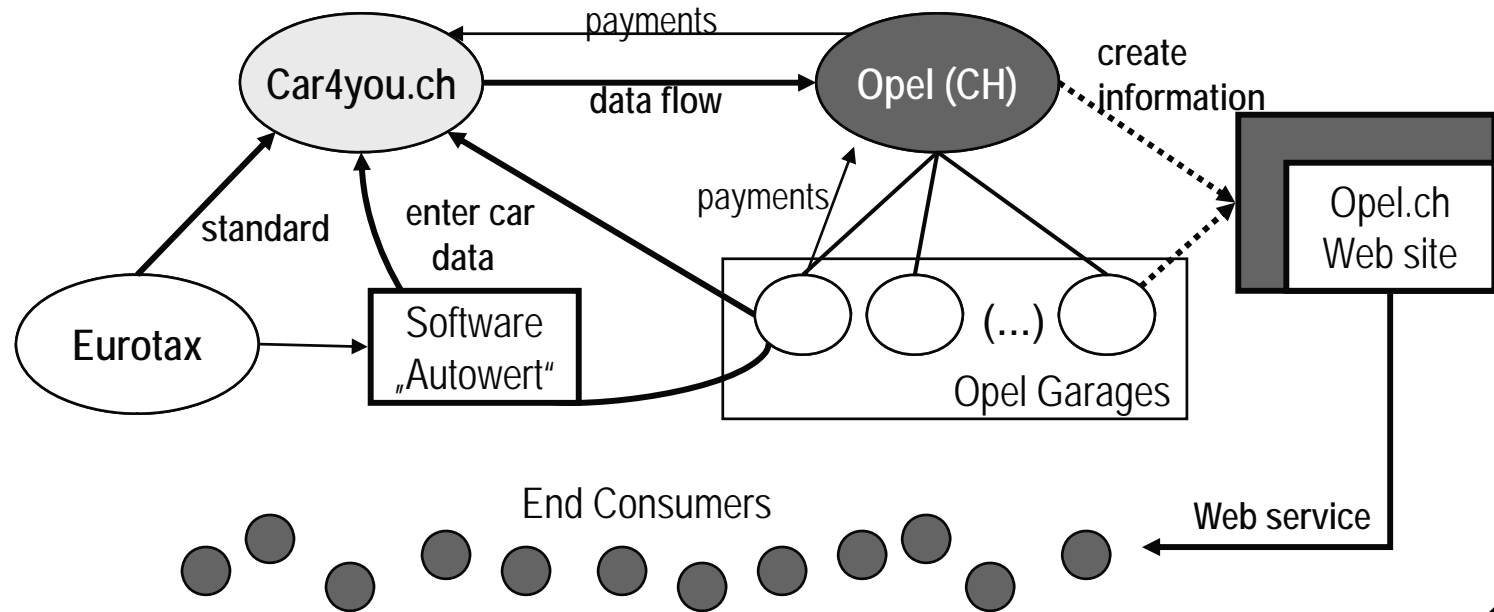 payments
Car4you.ch
data flow
Opel (CH)
create
information
standard
enter car
data
payments
Opel.ch
Web site
Eurotax
Software
„Autowert“
(...)
Opel Garages
End Consumers
Web service